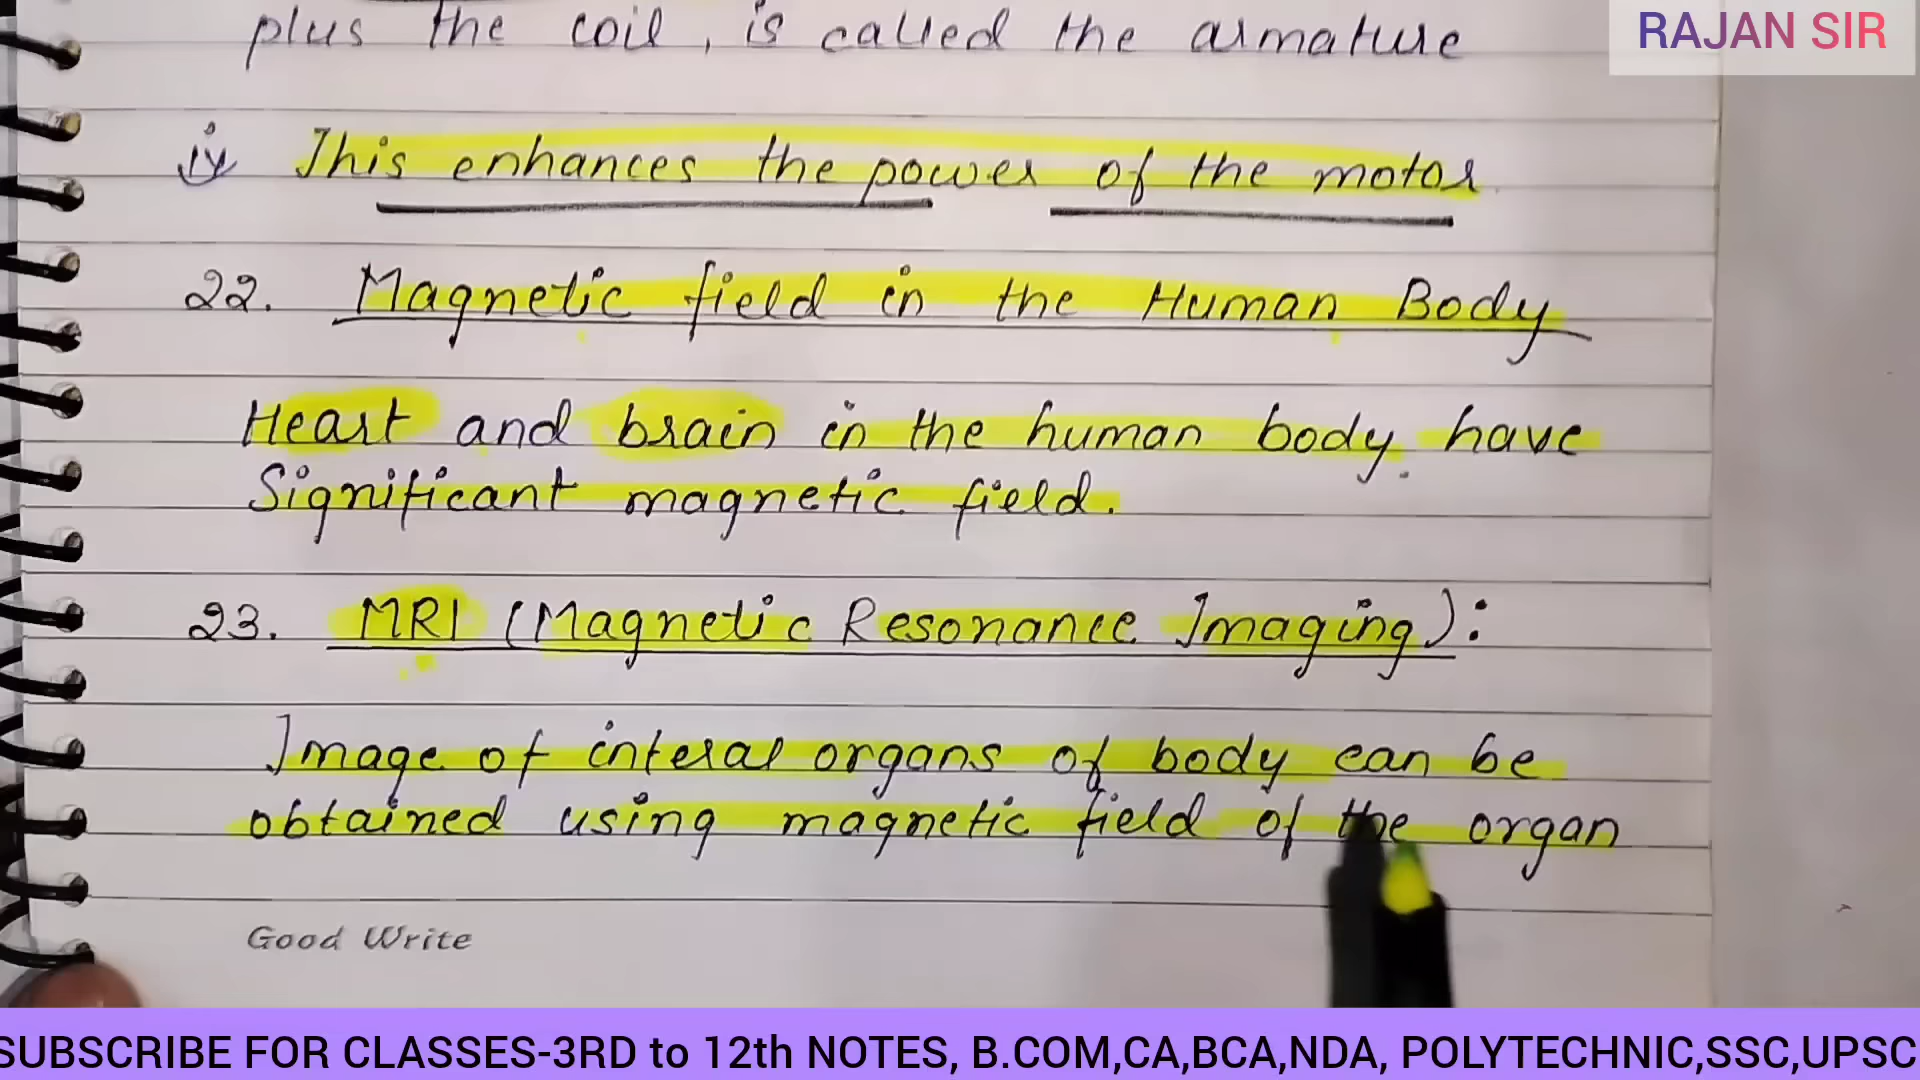 plus the coil, is called the armature
RAJAN SIR
iv This enhances the power of the motor
22. Magnetic field in the Human Body
Heart and brain in the human body have
Significant magnetic field.
23. MRI (Magnetic Resonance Imaging):
Image of interal organs of body can be
obtained using magnetic field of the organ
Good Write
SUBSCRIBE FOR CLASSES-3RD to 12th NOTES, B.COM,CA,BCA,NDA, POLYTECHNIC,SSC,UPSC